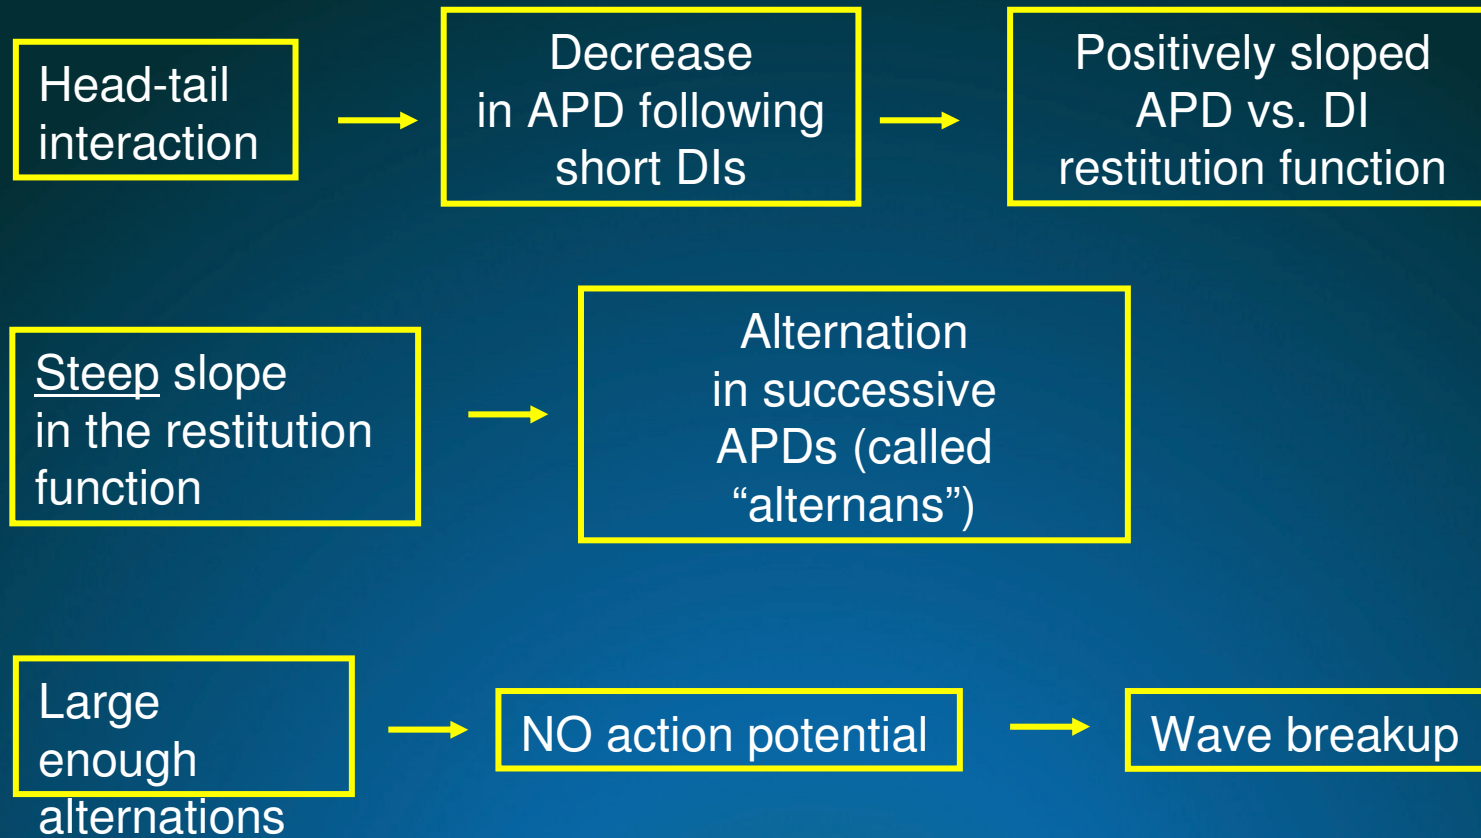 Head-tail
interaction
Decrease
in APD following
short DIs
Positively sloped
APD vs. DI
restitution function
Steep slope
in the restitution
function
Alternation
in successive
APDs (called
“alternans”)
Large
enough
alternations
NO action potential
Wave breakup